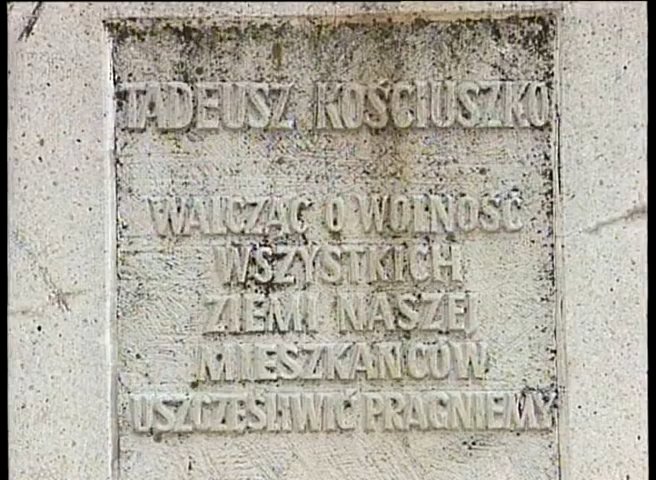 TADEUSZ KOŚCIUSZKO
WALCZĄC O WOLNOŚĆ
WSZYSTKICH
ZIEMI NASZEJ
MIESZKAŃCÓW
USZCZĘŚLIWIĆ PRAGNIEMY